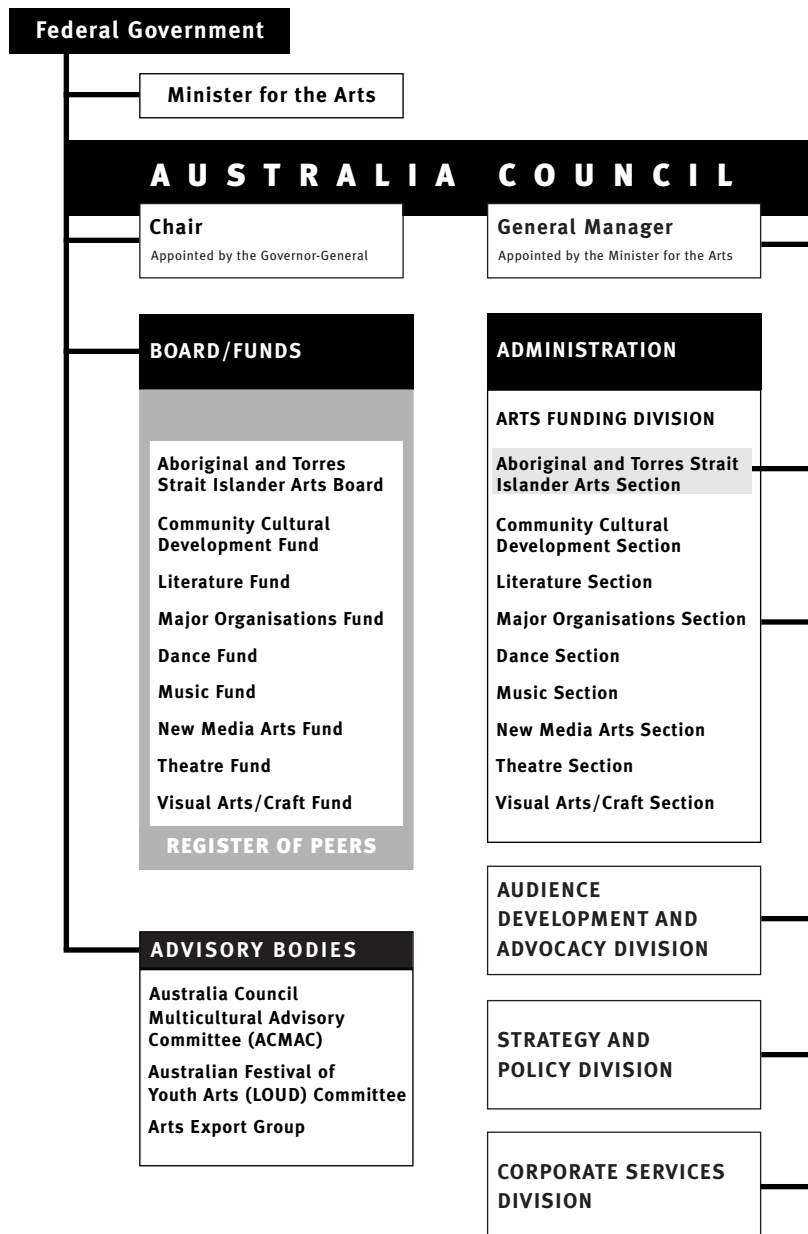 Federal Government
Minister for the Arts
AUSTRALIA COUNCIL
Chair
Appointed by the Governor-General
General Manager
Appointed by the Minister for the Arts
BOARD/FUNDS
Aboriginal and Torres
Strait Islander Arts Board
Community Cultural
Development Fund
Literature Fund
Major Organisations Fund
Dance Fund
Music Fund
New Media Arts Fund
Theatre Fund
Visual Arts/Craft Fund
REGISTER OF PEERS
ADVISORY BODIES
Australia Council
Multicultural Advisory
Committee (ACMAC)
Australian Festival of
Youth Arts (LOUD) Committee
Arts Export Group
ADMINISTRATION
ARTS FUNDING DIVISION
Aboriginal and Torres Strait
Islander Arts Section
Community Cultural
Development Section
Literature Section
Major Organisations Section
Dance Section
Music Section
New Media Arts Section
Theatre Section
Visual Arts/Craft Section
AUDIENCE
DEVELOPMENT AND
ADVOCACY DIVISION
STRATEGY AND
POLICY DIVISION
CORPORATE SERVICES
DIVISION